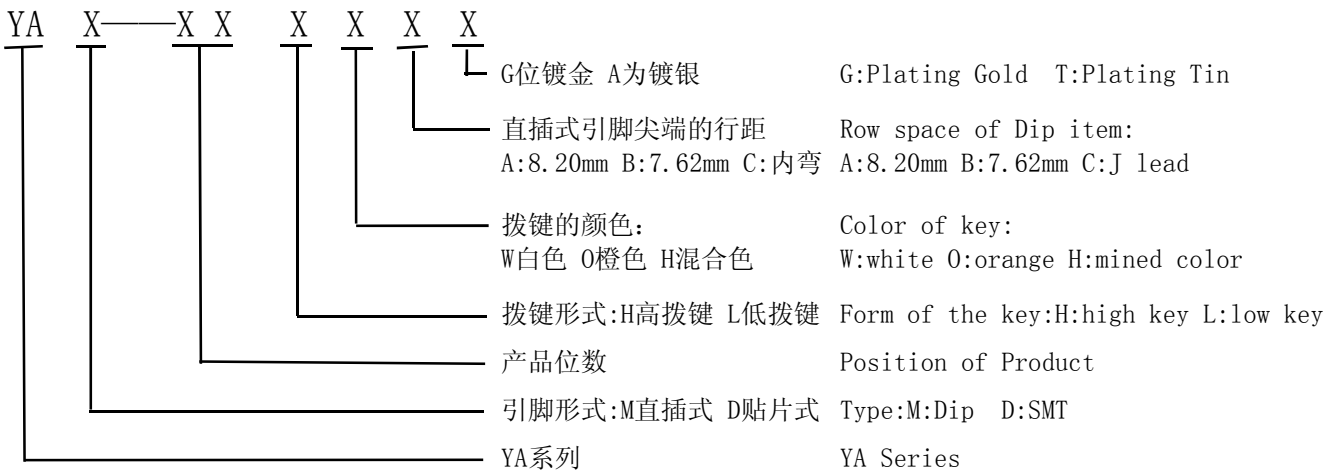 YA X——X X X X X X
G位镀金 A为镀银 G:Plating Gold T:Plating Tin
直插式引脚尖端的行距 Row space of Dip item:
A:8.20mm B:7.62mm C:内弯 A:8.20mm B:7.62mm C:J lead
拨键的颜色: Color of key:
W白色 O橙色 H混合色 W:white O:orange H:mined color
拨键形式:H高拨键 L低拨键 Form of the key:H:high key L:low key
产品位数 Position of Product
引脚形式:M直插式 D贴片式 Type:M:Dip D:SMT
YA系列 YA Series